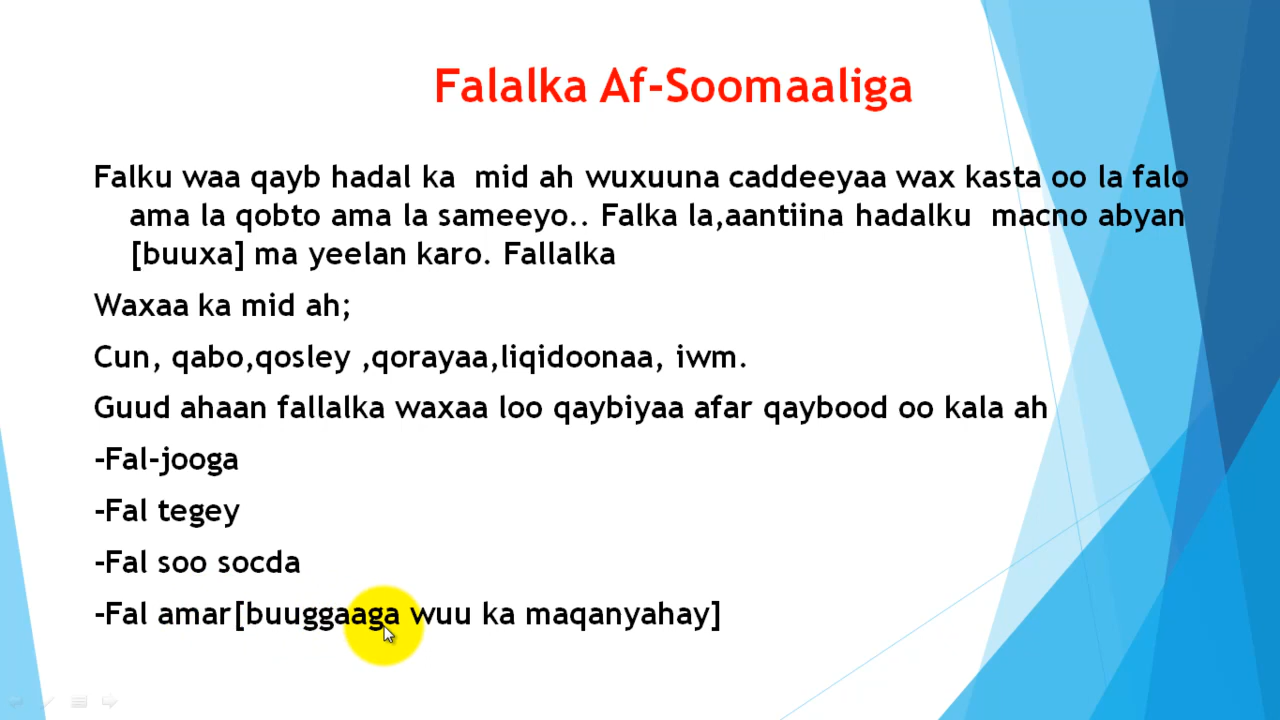 Falalka Af-Soomaaliga
Falku waa qayb hadal ka mid ah wuxuuna caddeeyaa wax kasta oo la falo
ama la qobto ama la sameeyo.. Falka la,aantiina hadalku macno abyan
[buuxa] ma yeelan karo. Fallalka
Waxaa ka mid ah;
Cun, qabo,qosley ,qorayaa,liqidoonaa, iwm.
Guud ahaan fallalka waxaa loo qaybiyaa afar qaybood oo kala ah
-Fal-jooga
-Fal tegey
-Fal soo socda
-Fal amar[buuggaaga wuu ka maqanyahay]